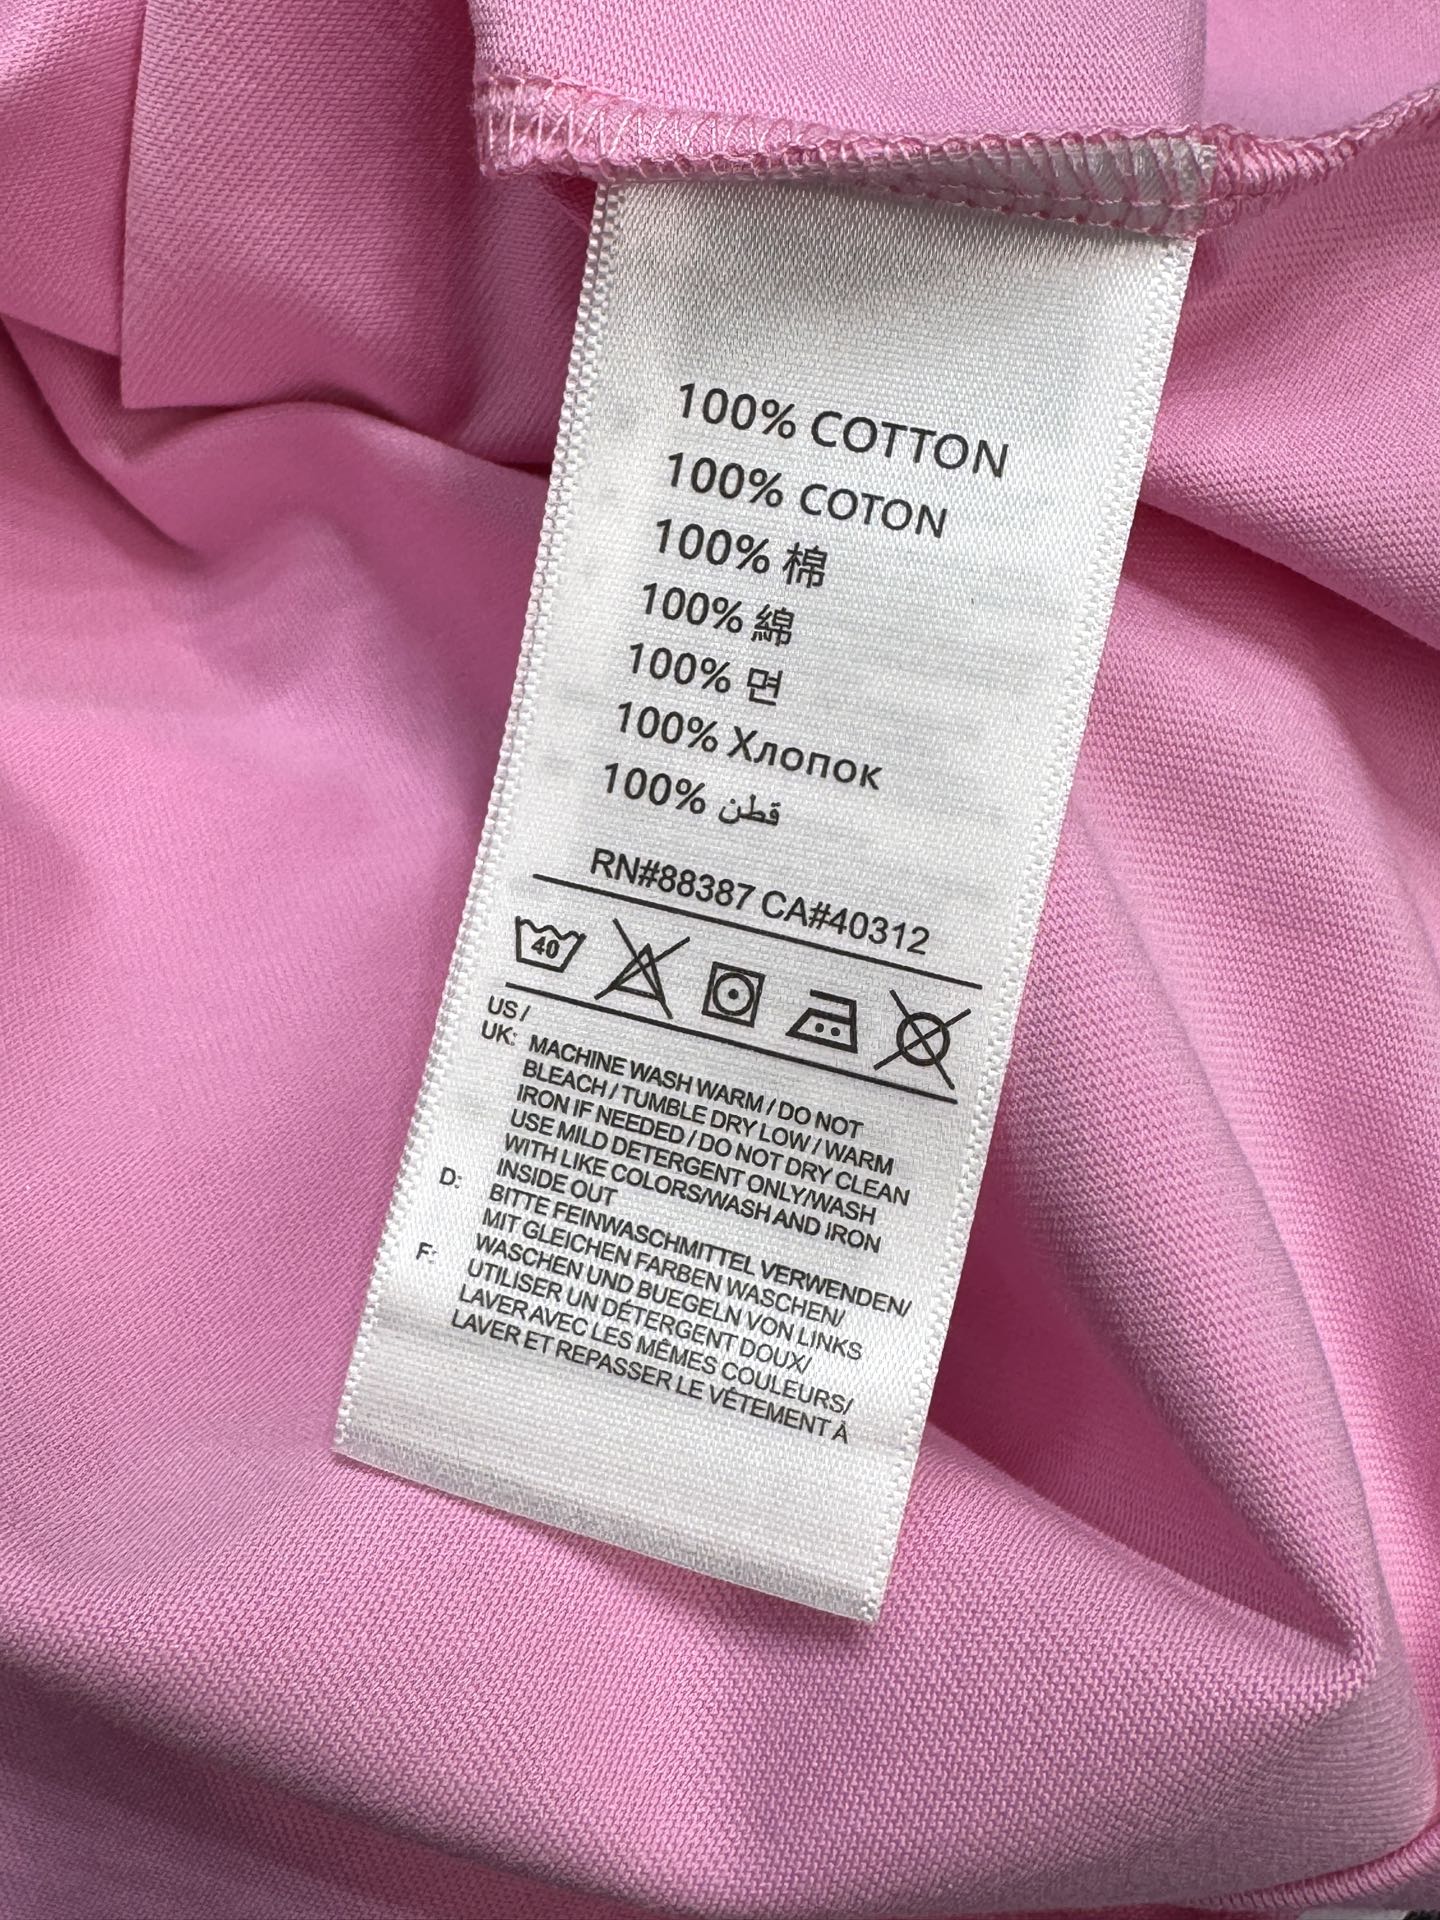 100% COTTON
100% COTON
100% 棉
100% 綿
100% 면
100% Хлопок
100% قطن
RN#88387 CA#40312
40
US /
UK: MACHINE WASH WARM / DO NOT
BLEACH / TUMBLE DRY LOW / WARM
IRON IF NEEDED / DO NOT DRY CLEAN
USE MILD DETERGENT ONLY/WASH
WITH LIKE COLORS/WASH AND IRON
INSIDE OUT
D: BITTE FEINWASCHMITTEL VERWENDEN/
MIT GLEICHEN FARBEN WASCHEN/
WASCHEN UND BUEGELN VON LINKS
F: UTILISER UN DÉTERGENT DOUX/
LAVER AVEC LES MÊMES COULEURS/
LAVER ET REPASSER LE VÊTEMENT À